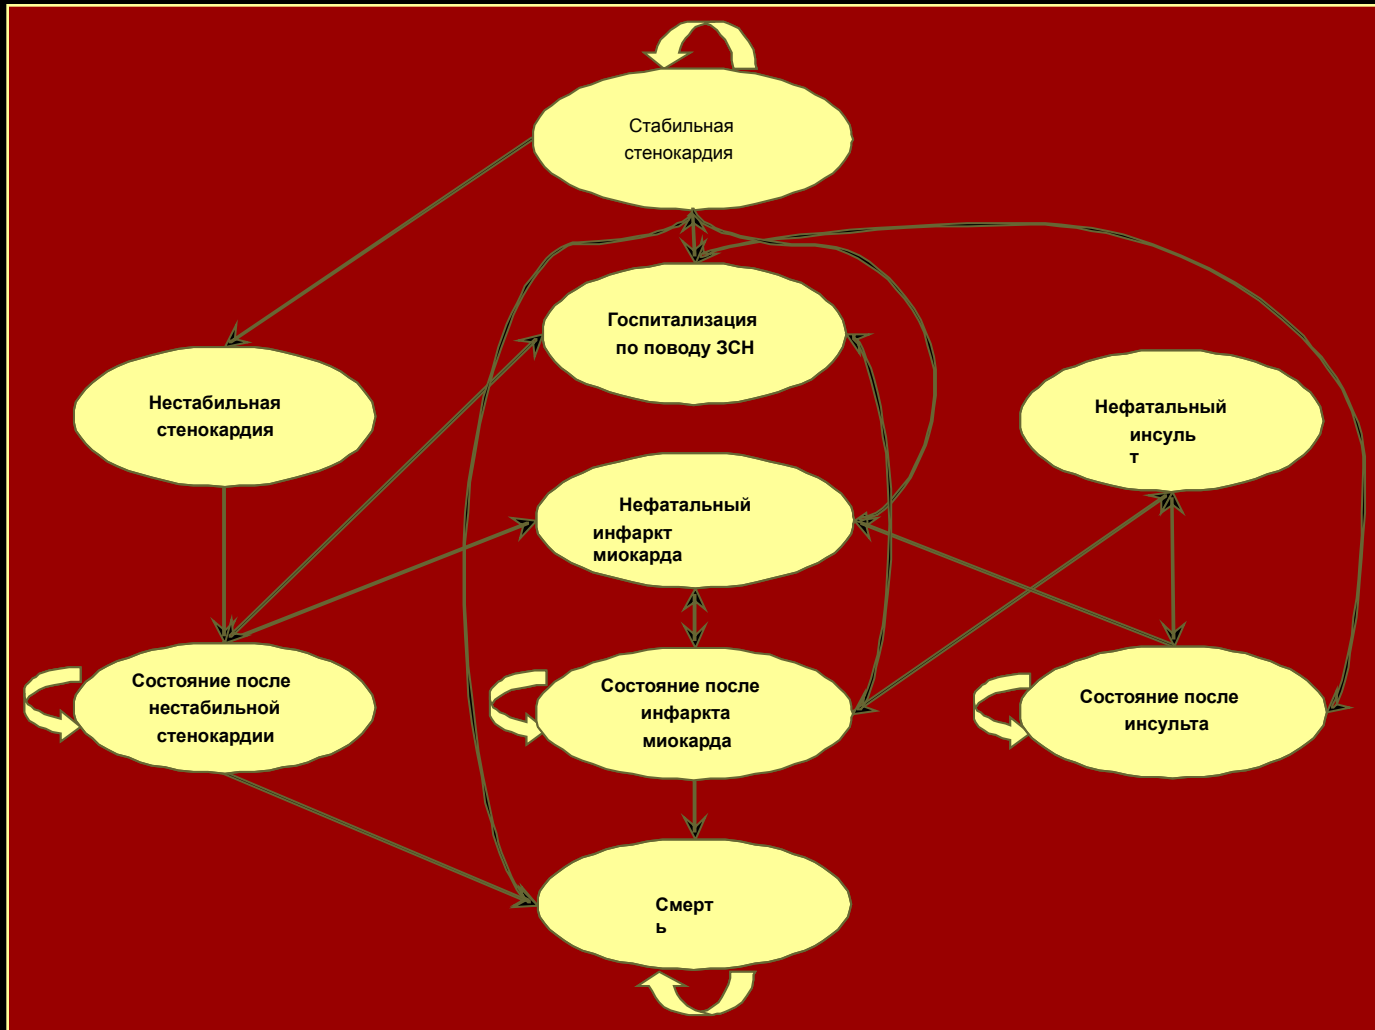 Стабильная
стенокардия
Госпитализация
по поводу ЗСН
Нестабильная
стенокардия
Нефатальный
инсуль
т
Нефатальный
инфаркт
миокарда
Состояние после
нестабильной
стенокардии
Состояние после
инфаркта
миокарда
Состояние после
инсульта
Смерт
ь